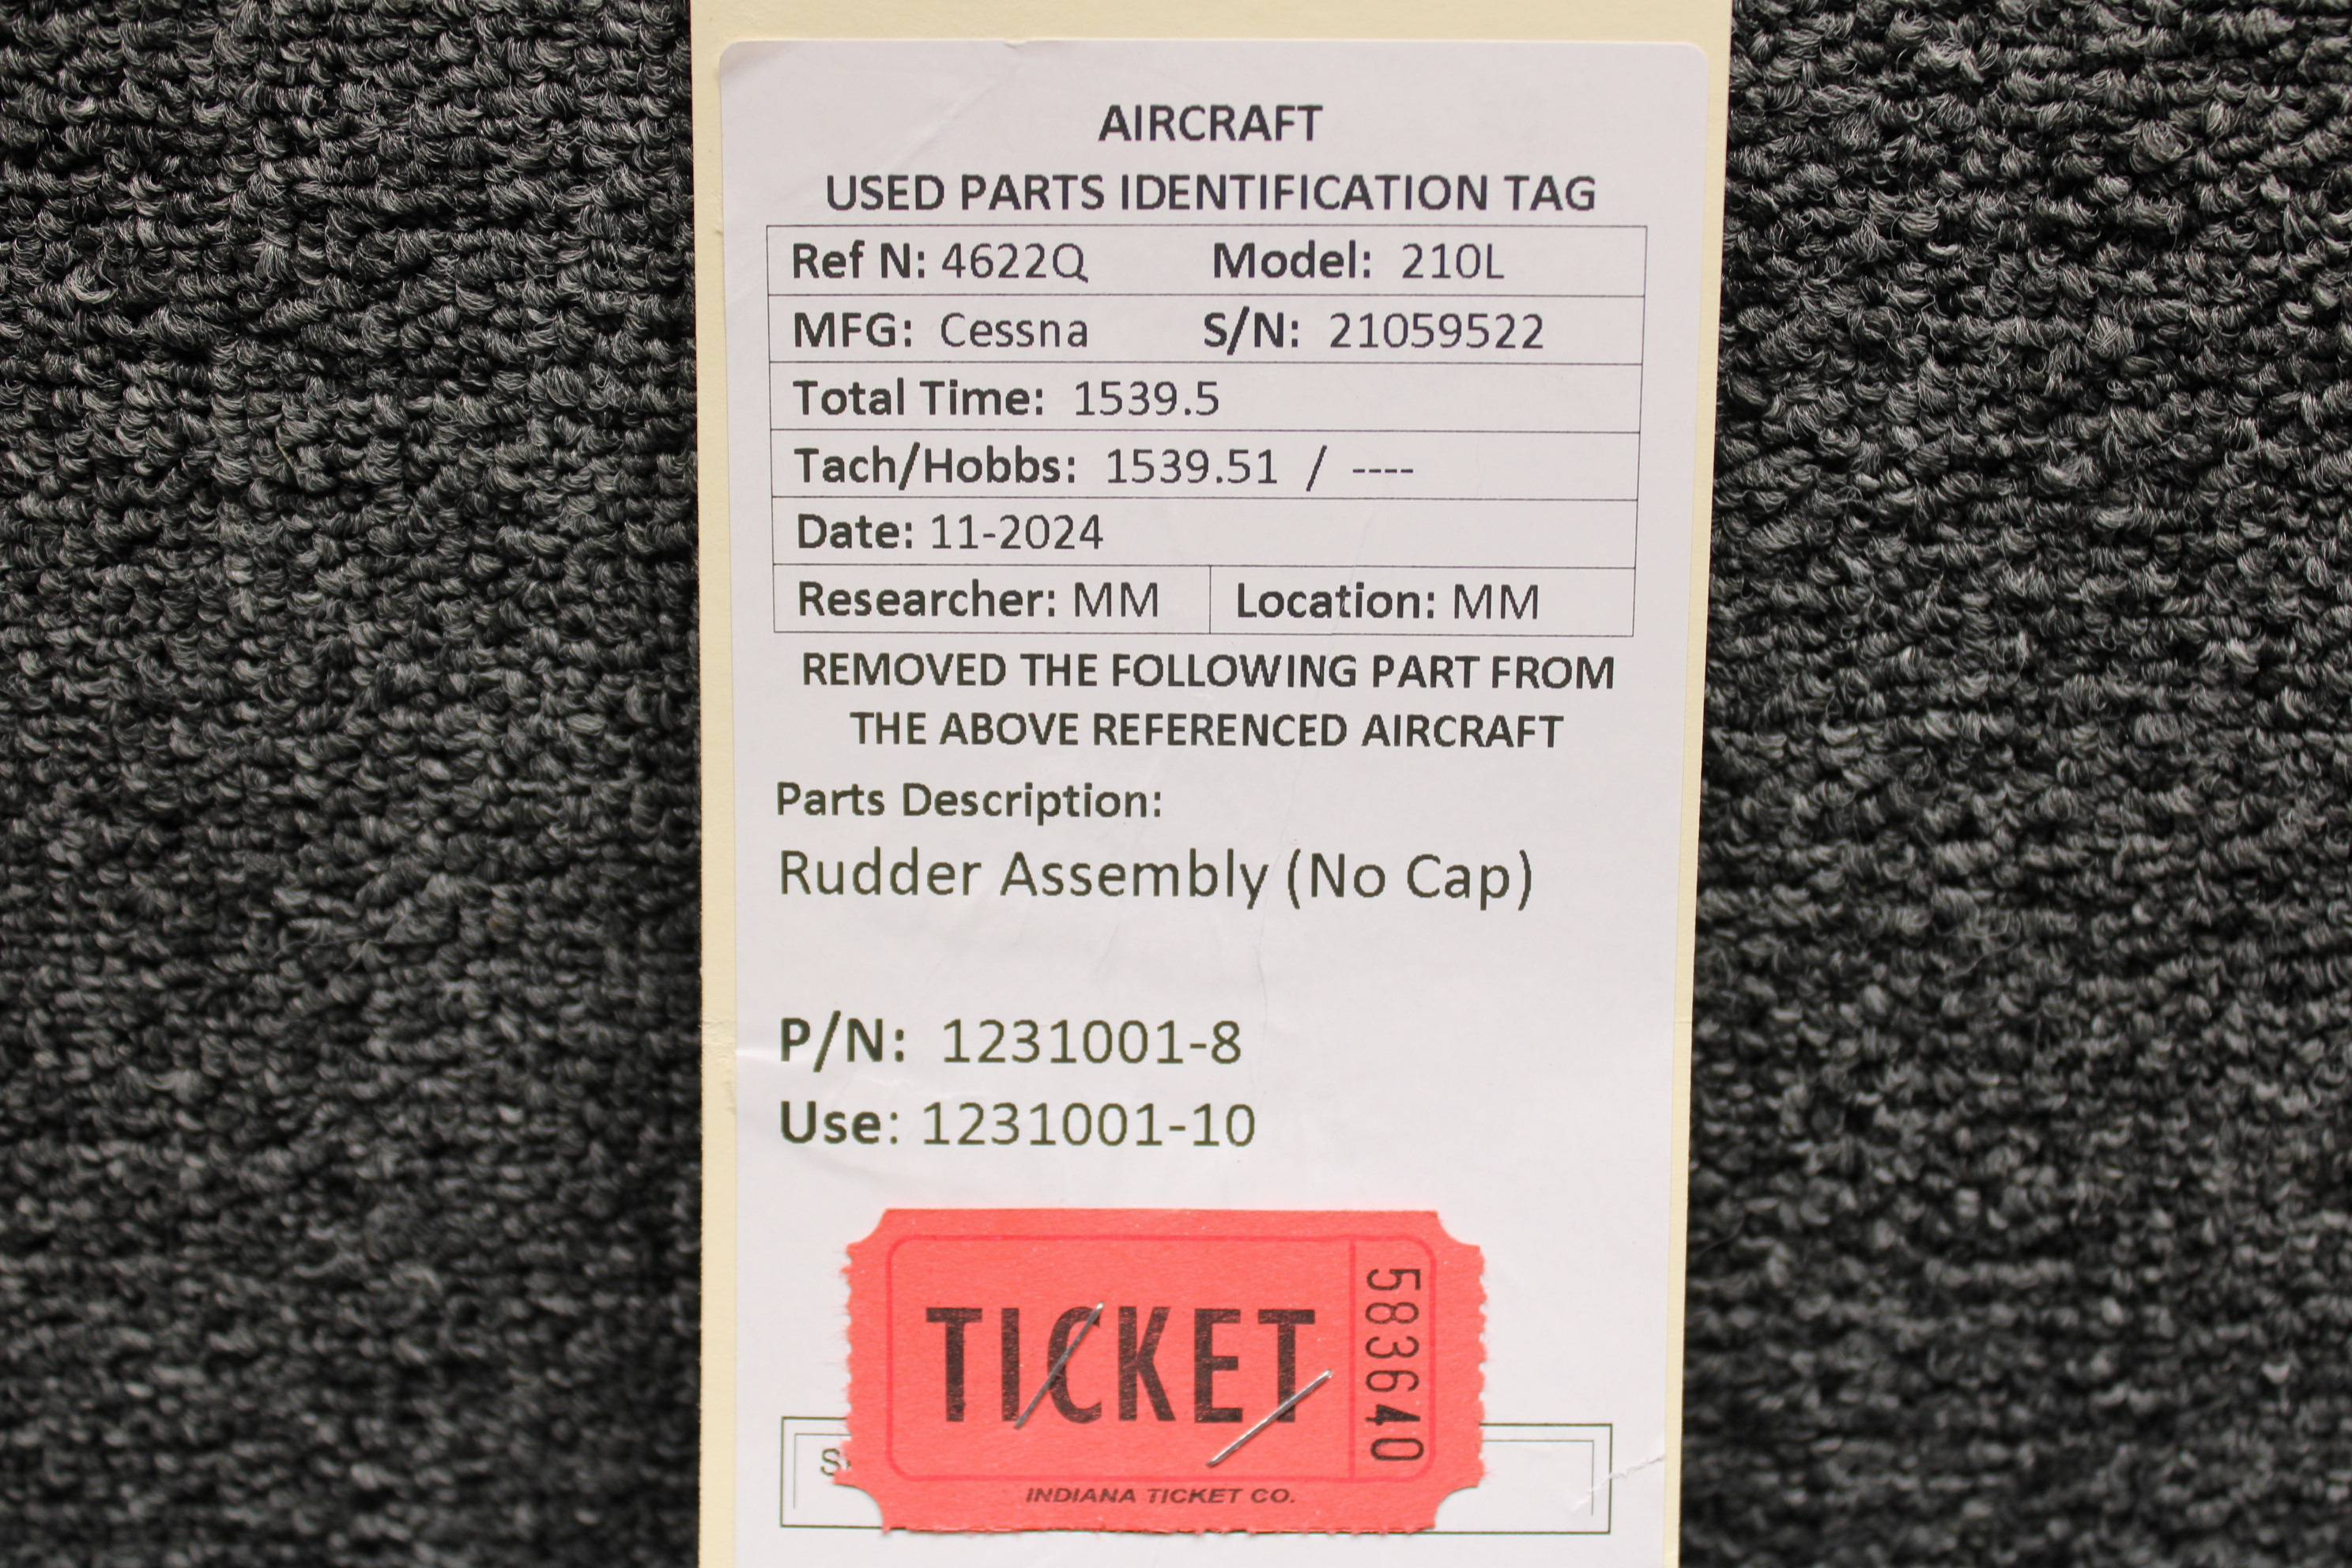 AIRCRAFT
USED PARTS IDENTIFICATION TAG
Ref N: 4622Q Model: 210L
MFG: Cessna S/N: 21059522
Total Time: 1539.5
Tach/Hobbs: 1539.51 / ----
Date: 11-2024
Researcher: MM Location: MM
REMOVED THE FOLLOWING PART FROM
THE ABOVE REFERENCED AIRCRAFT
Parts Description:
Rudder Assembly (No Cap)
P/N: 1231001-8
Use: 1231001-10
TICKET
583640
INDIANA TICKET CO.